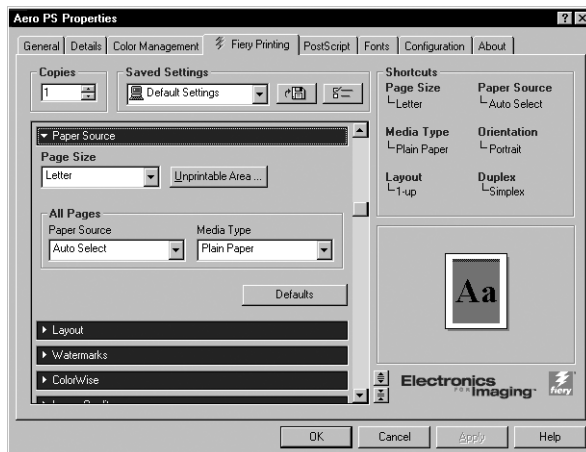 Aero PS Properties
General Details Color Management Fiery Printing PostScript Fonts Configuration About
Copies
1
Saved Settings
Default Settings
Shortcuts
Page Size
Letter
Paper Source
Auto Select
Media Type
Plain Paper
Orientation
Portrait
Layout
1-up
Duplex
Simplex
Paper Source
Page Size
Letter
Unprintable Area ...
All Pages
Paper Source
Auto Select
Media Type
Plain Paper
Defaults
Layout
Watermarks
ColorWise
Aa
Electronics
FOR Imaging
fiery
OK Cancel Apply Help